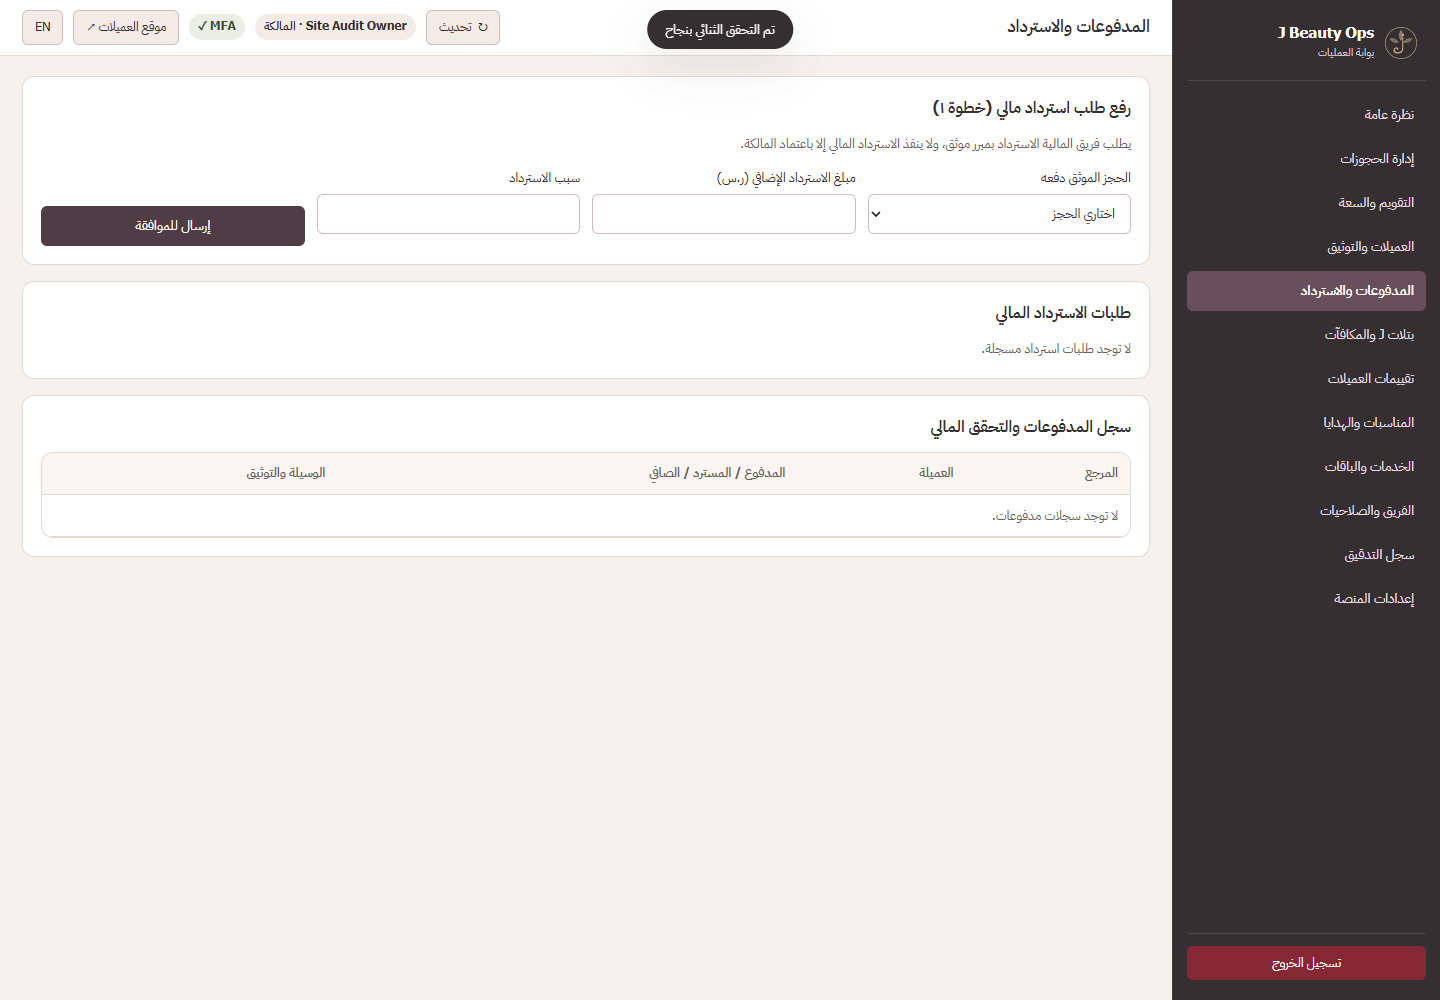 J Beauty Ops
بوابة العمليات
نظرة عامة
إدارة الحجوزات
التقويم والسعة
العميلات والتوثيق
المدفوعات والاسترداد
بتلات J والمكافآت
تقييمات العميلات
المناسبات والهدايا
الخدمات والباقات
الفريق والصلاحيات
سجل التدقيق
إعدادات المنصة
تسجيل الخروج
المدفوعات والاسترداد
تم التحقق الثنائي بنجاح
↻ تحديث
Site Audit Owner · المالكة
MFA ✓
موقع العميلات ↗
EN
رفع طلب استرداد مالي (خطوة ١)
يطلب فريق المالية الاسترداد بمبرر موثق، ولا ينفذ الاسترداد المالي إلا باعتماد المالكة.
الحجز الموثق دفعه
اختاري الحجز
مبلغ الاسترداد الإضافي (ر.س)
سبب الاسترداد
إرسال للموافقة
طلبات الاسترداد المالي
لا توجد طلبات استرداد مسجلة.
سجل المدفوعات والتحقق المالي
المرجع العميلة المدفوع / المسترد / الصافي الوسيلة والتوثيق
لا توجد سجلات مدفوعات.